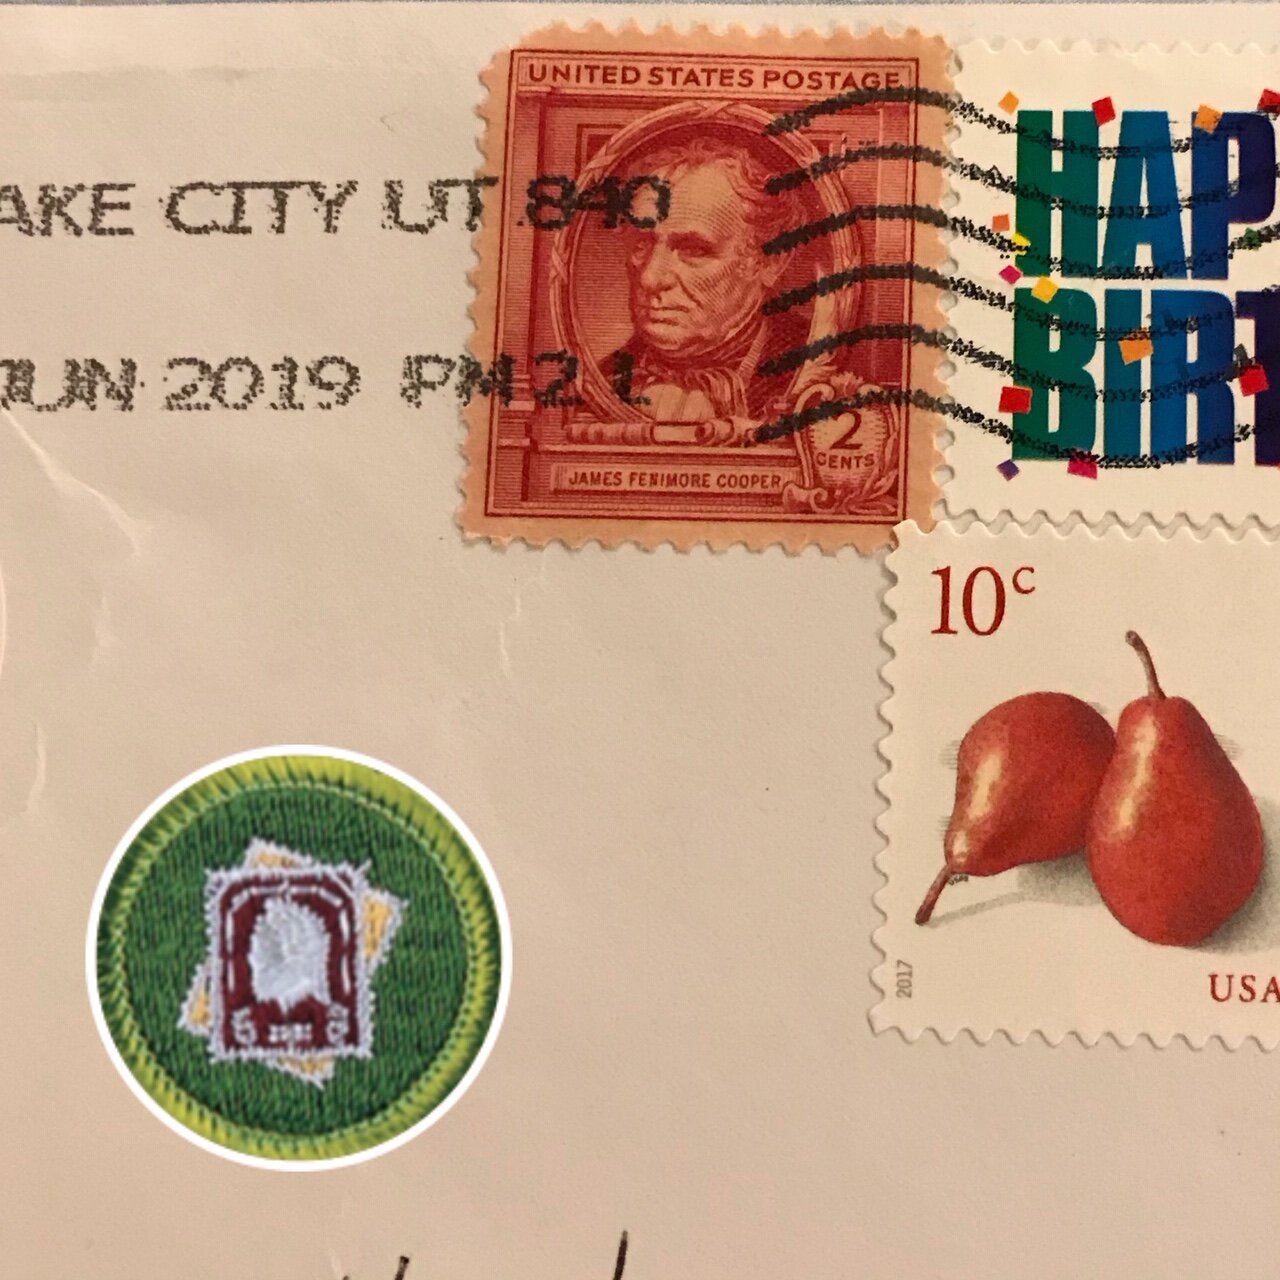 UNITED STATES POSTAGE
AKE CITY UT 840
JUN 2019 PM 2 L
2
CENTS
JAMES FENIMORE COOPER
HAP
BIRT
10c
2017
USA